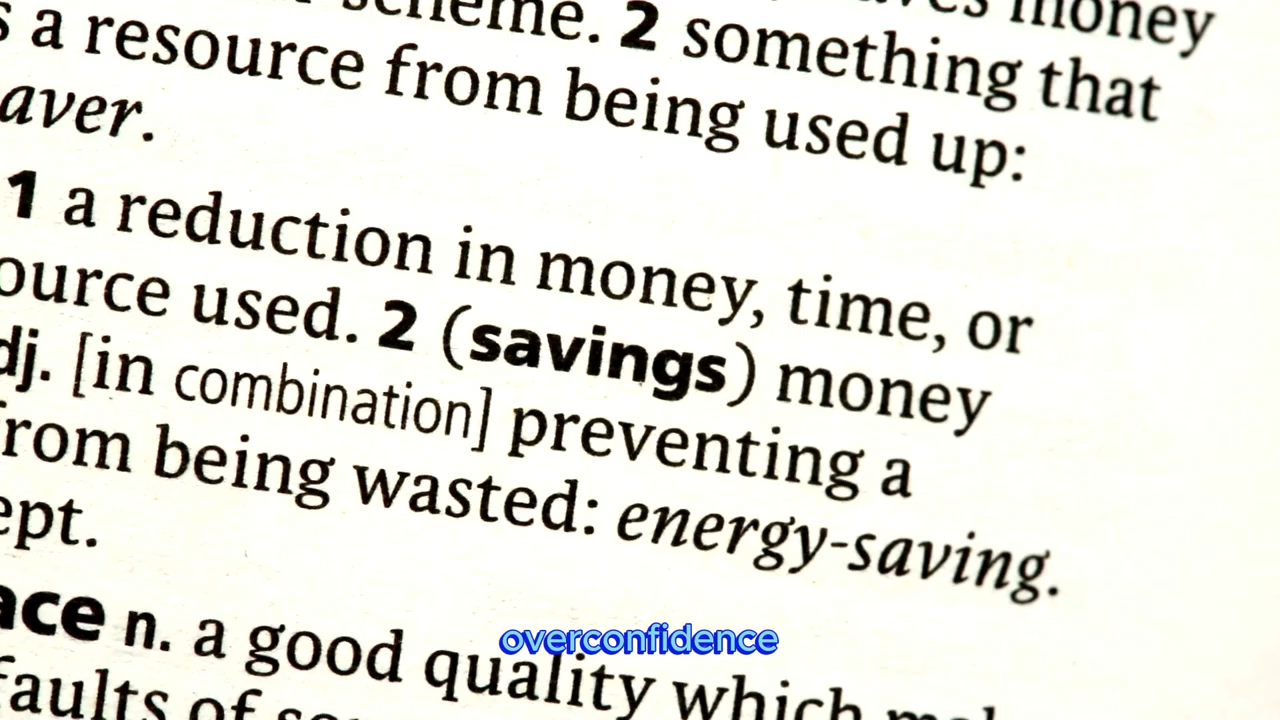 scheme. 2 something that
a resource from being used up:
aver.
1 a reduction in money, time, or
ource used. 2 (savings) money
dj. [in combination] preventing a
from being wasted: energy-saving.
ept.
ace n. a good quality which
faults of
overconfidence